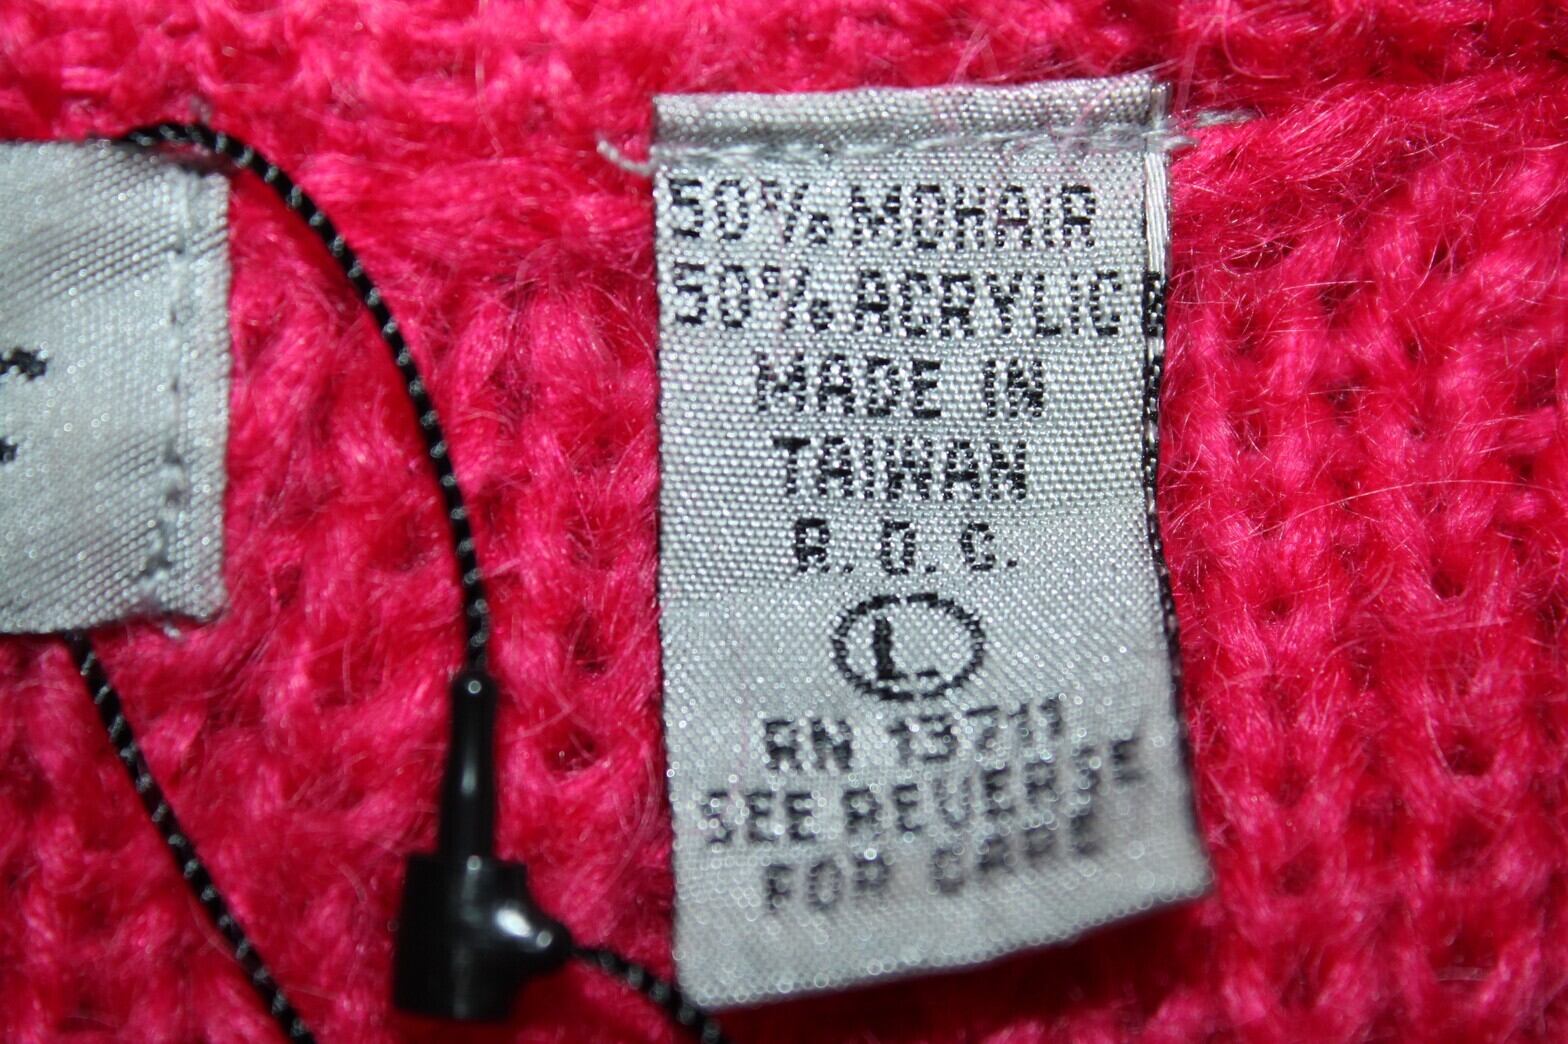 50% MOHAIR
50% ACRYLIC
MADE IN
TAIWAN
R.O.C.
L
RN 13711
SEE REVERSE
FOR CARE